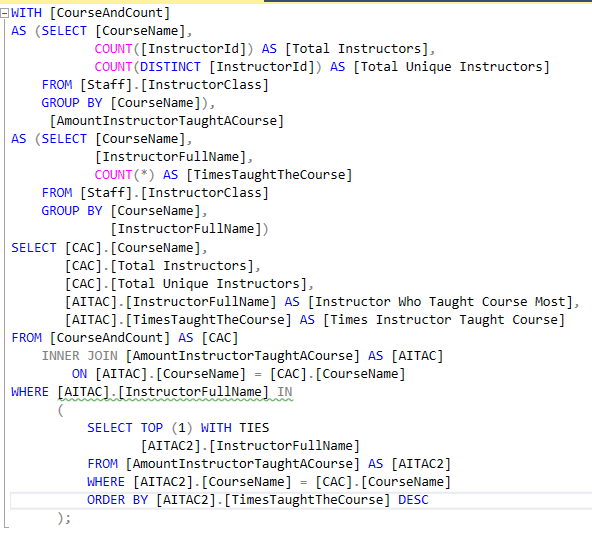 WITH [CourseAndCount]
AS (SELECT [CourseName],
COUNT([InstructorId]) AS [Total Instructors],
COUNT(DISTINCT [InstructorId]) AS [Total Unique Instructors]
FROM [Staff].[InstructorClass]
GROUP BY [CourseName]),
[AmountInstructorTaughtACourse]
AS (SELECT [CourseName],
[InstructorFullName],
COUNT(*) AS [TimesTaughtTheCourse]
FROM [Staff].[InstructorClass]
GROUP BY [CourseName],
[InstructorFullName])
SELECT [CAC].[CourseName],
[CAC].[Total Instructors],
[CAC].[Total Unique Instructors],
[AITAC].[InstructorFullName] AS [Instructor Who Taught Course Most],
[AITAC].[TimesTaughtTheCourse] AS [Times Instructor Taught Course]
FROM [CourseAndCount] AS [CAC]
INNER JOIN [AmountInstructorTaughtACourse] AS [AITAC]
ON [AITAC].[CourseName] = [CAC].[CourseName]
WHERE [AITAC].[InstructorFullName] IN
(
SELECT TOP (1) WITH TIES
[AITAC2].[InstructorFullName]
FROM [AmountInstructorTaughtACourse] AS [AITAC2]
WHERE [AITAC2].[CourseName] = [CAC].[CourseName]
ORDER BY [AITAC2].[TimesTaughtTheCourse] DESC
);